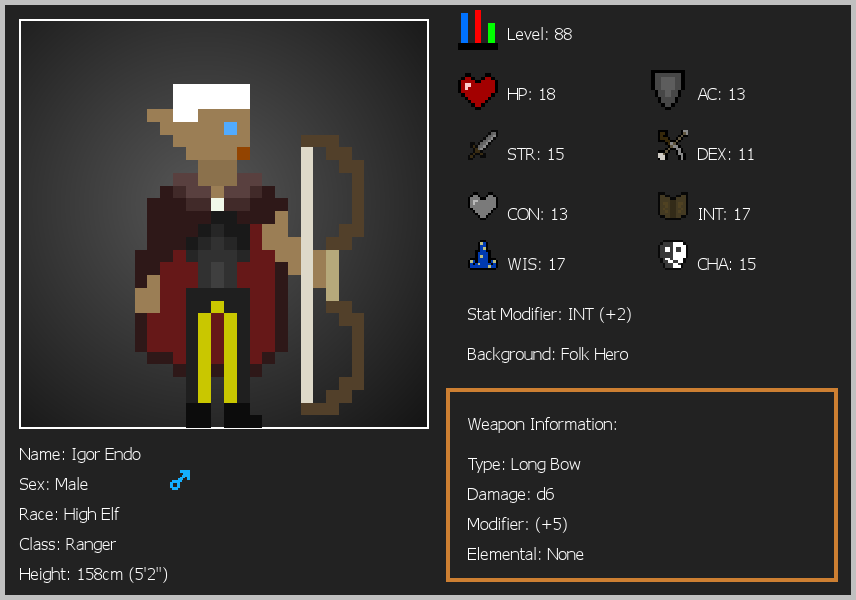 Level: 88
HP: 18
AC: 13
STR: 15
DEX: 11
CON: 13
INT: 17
WIS: 17
CHA: 15
Stat Modifier: INT (+2)
Background: Folk Hero
Weapon Information:
Type: Long Bow
Damage: d6
Modifier: (+5)
Elemental: None
Name: Igor Endo
Sex: Male
Race: High Elf
Class: Ranger
Height: 158cm (5'2")